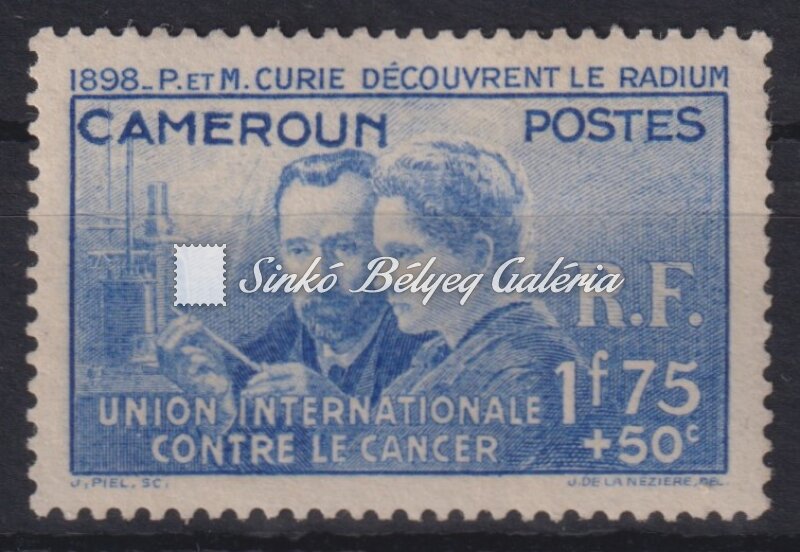 1898_P. ET M. CURIE DÉCOUVRENT LE RADIUM
CAMEROUN POSTES
Sinkó Bélyeg Galéria
R.F.
UNION INTERNATIONALE
CONTRE LE CANCER
1f75
+50c
J. PIEL. SC. J. DE LA NEZIERE, DEL.